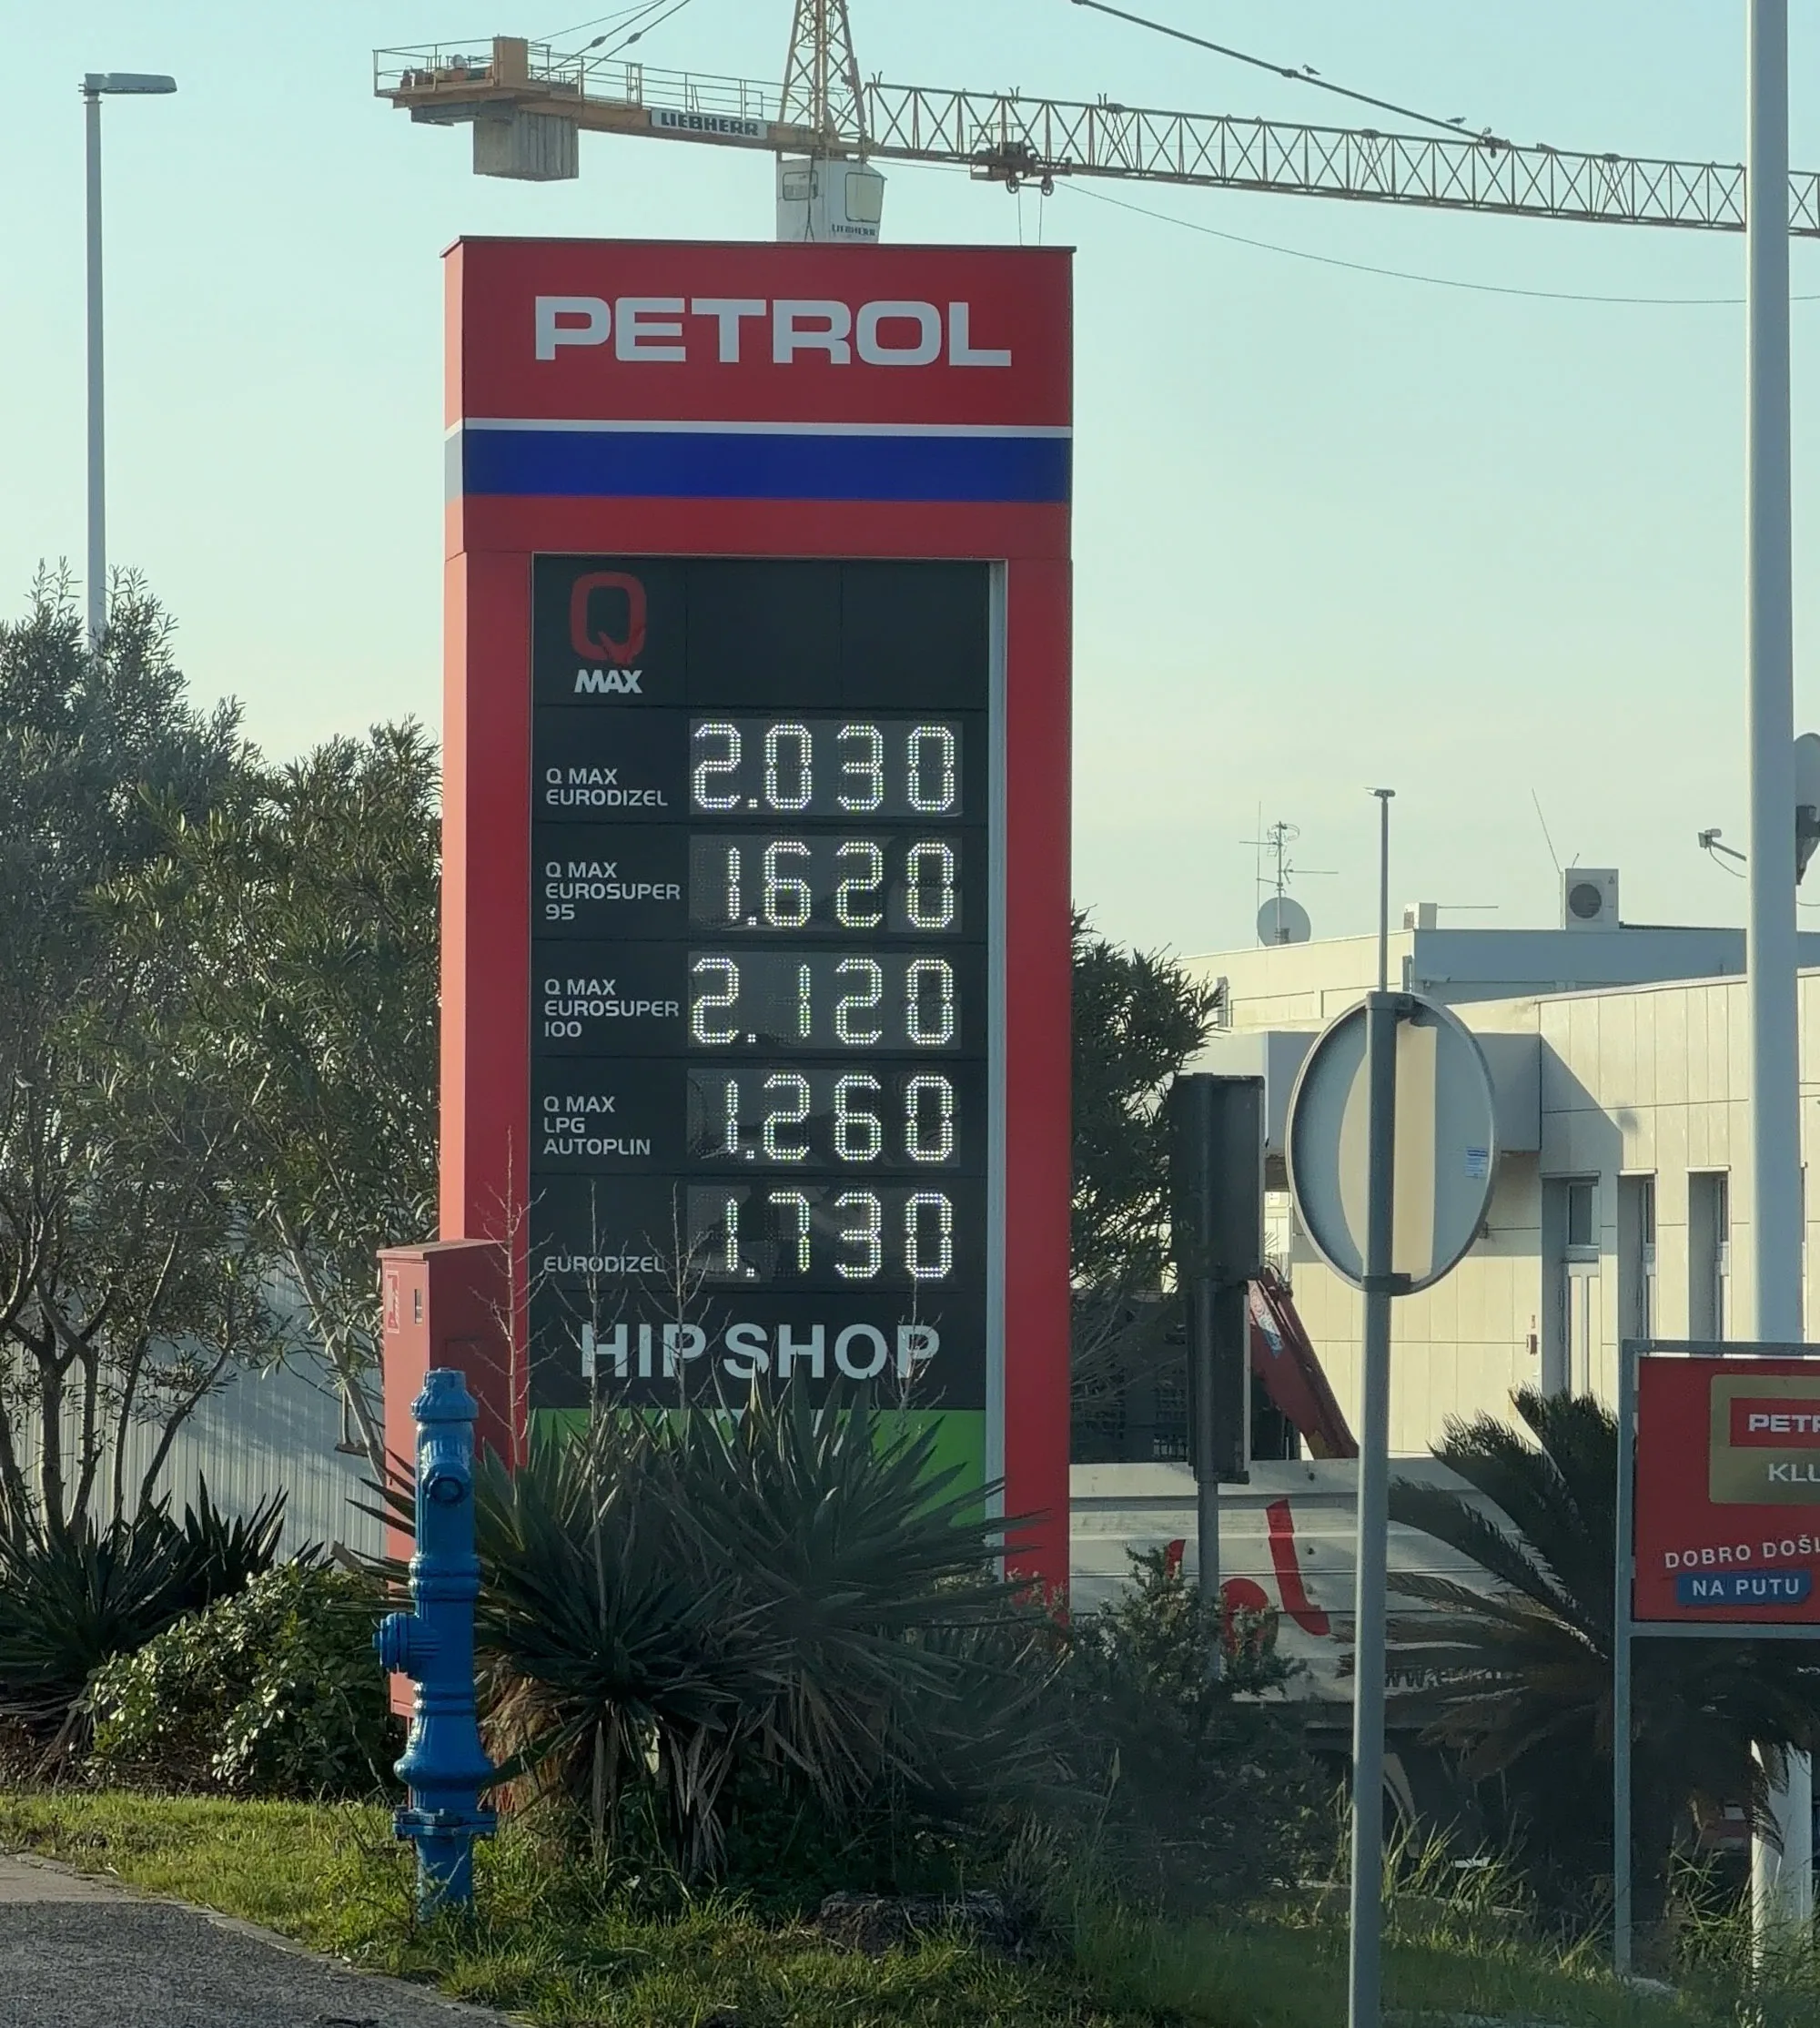 LIEBHERR
LIEBHERR
PETROL
Q
MAX
Q MAX
EURODIZEL
2.030
Q MAX
EUROSUPER
95
1.620
Q MAX
EUROSUPER
100
2.120
Q MAX
LPG
AUTOPLIN
1.260
EURODIZEL
1.730
HIP SHOP
DOBRO
NA PUTU